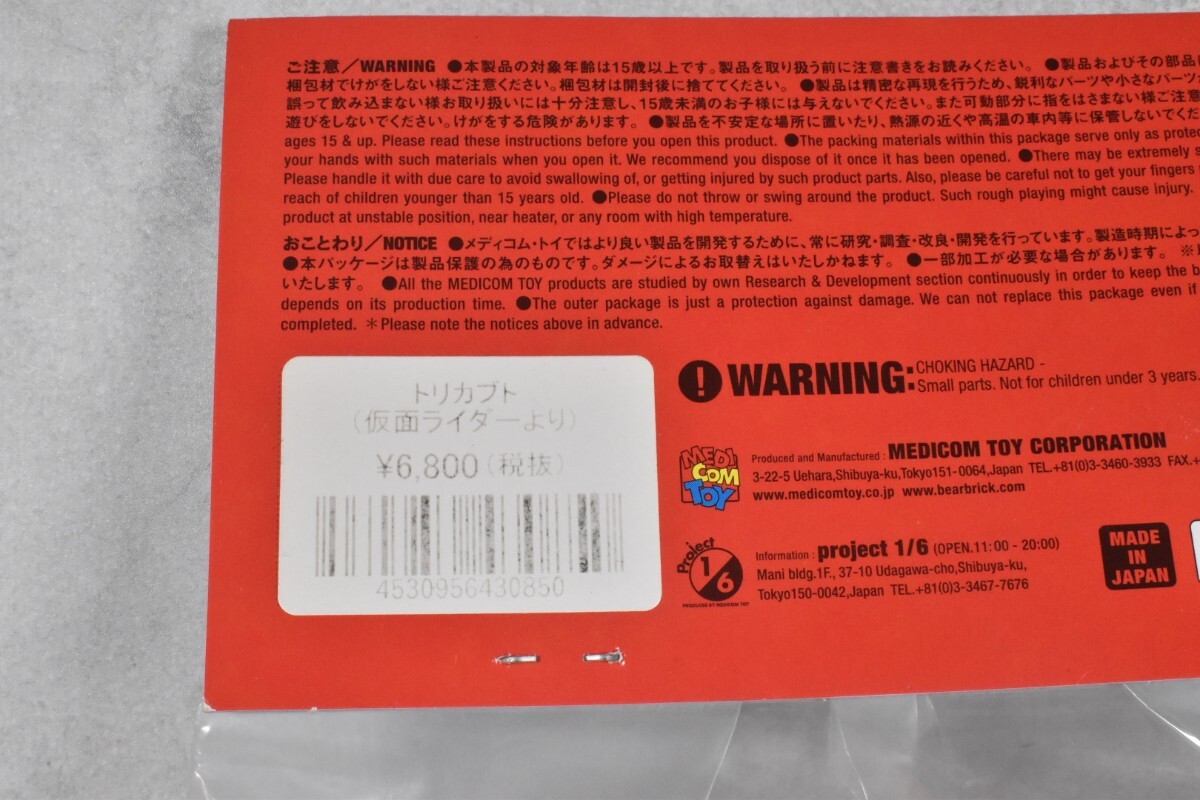 ご注意／WARNING ●本製品の対象年齢は15歳以上です。製品を取り扱う前に注意書きをお読みください。 ●製品およびその部品は
梱包材でけがをしない様ご注意ください。梱包材は開封後に捨ててください。 ●製品は精密な再現を行うため、鋭利なパーツや小さなパーツ
誤って飲み込まない様お取り扱いには十分注意し、15歳未満のお子様には与えないでください。また可動部分に指をはさまない様ご注意
遊びをしないでください。けがをする危険があります。 ●製品を不安定な場所に置いたり、熱源の近くや高温の車内等に保管しないでくだ
ages 15 & up. Please read these instructions before you open this product. ●The packing materials within this package serve only as protec
your hands with such materials when you open it. We recommend you dispose of it once it has been opened. ●There may be extremely s
Please handle it with due care to avoid swallowing of, or getting injured by such product parts. Also, please be careful not to get your fingers
reach of children younger than 15 years old. ●Please do not throw or swing around the product. Such rough playing might cause injury.
product at unstable position, near heater, or any room with high temperature.
おことわり／NOTICE ●メディコム・トイではより良い製品を開発するために、常に研究・調査・改良・開発を行っています。製造時期によっ
●本パッケージは製品保護の為のものです。ダメージによるお取替えはいたしかねます。 ●一部加工が必要な場合があります。 ※
いたします。 ●All the MEDICOM TOY products are studied by own Research & Development section continuously in order to keep the b
depends on its production time. ●The outer package is just a protection against damage. We can not replace this package even if
completed. ＊Please note the notices above in advance.
トリカブト
(仮面ライダーより)
¥6,800(税抜)
4530956430850
! WARNING: CHOKING HAZARD -
Small parts. Not for children under 3 years.
MEDI COM TOY
Produced and Manufactured : MEDICOM TOY CORPORATION
3-22-5 Uehara,Shibuya-ku,Tokyo151-0064,Japan TEL.+81(0)3-3460-3933 FAX.+
www.medicomtoy.co.jp www.bearbrick.com
Project 1/6
PRODUCED BY MEDICOM TOY
Information : project 1/6 (OPEN.11:00 - 20:00)
Mani bldg.1F., 37-10 Udagawa-cho,Shibuya-ku,
Tokyo150-0042,Japan TEL.+81(0)3-3467-7676
MADE
IN
JAPAN